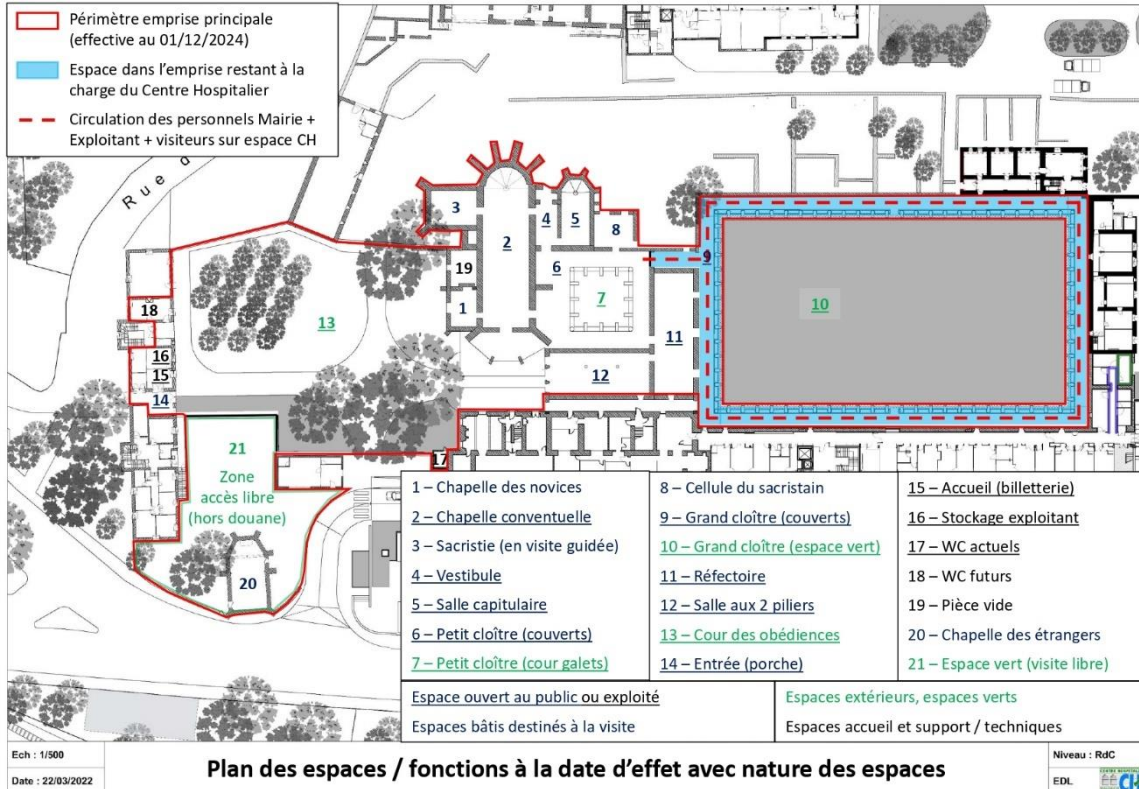 Périmètre emprise principale
(effective au 01/12/2024)
Espace dans l'emprise restant à la
charge du Centre Hospitalier
Circulation des personnels Mairie +
Exploitant + visiteurs sur espace CH
Rue d
3
4
5
8
2
9
19
6
18
1
7
10
13
11
16
15
12
14
21
17
Zone
accès libre
(hors douane)
20
1 – Chapelle des novices
2 – Chapelle conventuelle
3 – Sacristie (en visite guidée)
4 – Vestibule
5 – Salle capitulaire
6 – Petit cloître (couverts)
7 – Petit cloître (cour galets)
8 – Cellule du sacristain
9 – Grand cloître (couverts)
10 – Grand cloître (espace vert)
11 – Réfectoire
12 – Salle aux 2 piliers
13 – Cour des obédiences
14 – Entrée (porche)
15 – Accueil (billetterie)
16 – Stockage exploitant
17 – WC actuels
18 – WC futurs
19 – Pièce vide
20 – Chapelle des étrangers
21 – Espace vert (visite libre)
Espace ouvert au public ou exploité
Espaces bâtis destinés à la visite
Espaces extérieurs, espaces verts
Espaces accueil et support / techniques
Ech : 1/500
Date : 22/03/2022
Plan des espaces / fonctions à la date d'effet avec nature des espaces
Niveau : RdC
EDL